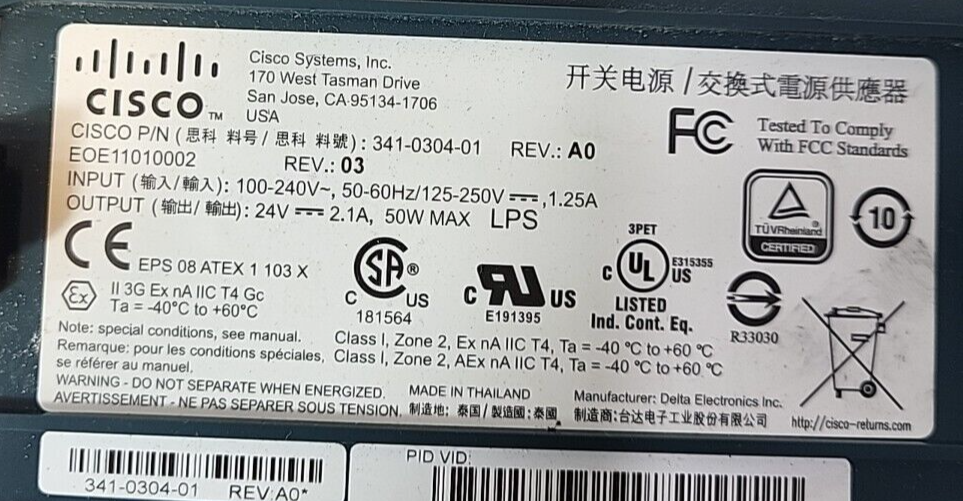 CISCO™
Cisco Systems, Inc.
170 West Tasman Drive
San Jose, CA 95134-1706
USA
开关电源 / 交換式電源供應器
CISCO P/N (思科 料号 / 思科 料號): 341-0304-01 REV.: A0
EOE11010002 REV.: 03
INPUT (输入/輸入): 100-240V~, 50-60Hz/125-250V ⎓, 1.25A
OUTPUT (输出/ 輸出): 24V ⎓ 2.1A, 50W MAX LPS
FC Tested To Comply
With FCC Standards
TÜVRheinland®
CERTIFIED
10
CE EPS 08 ATEX 1 103 X
Ex II 3G Ex nA IIC T4 Gc
Ta = -40°C to +60°C
SA®
C US
181564
C RU US
E191395
3PET
C UL US E315355
LISTED
Ind. Cont. Eq.
R33030
Note: special conditions, see manual.
Remarque: pour les conditions spéciales,
se référer au manuel.
Class I, Zone 2, Ex nA IIC T4, Ta = -40 °C to +60 °C
Class I, Zone 2, AEx nA IIC T4, Ta = -40 °C to +60 °C
WARNING - DO NOT SEPARATE WHEN ENERGIZED.
AVERTISSEMENT - NE PAS SEPARER SOUS TENSION.
MADE IN THAILAND
制造地: 泰国 / 製造國: 泰國
Manufacturer: Delta Electronics Inc.
制造商: 台达电子工业股份有限公司
http://cisco-returns.com
341-0304-01 REV:A0*
PID VID: